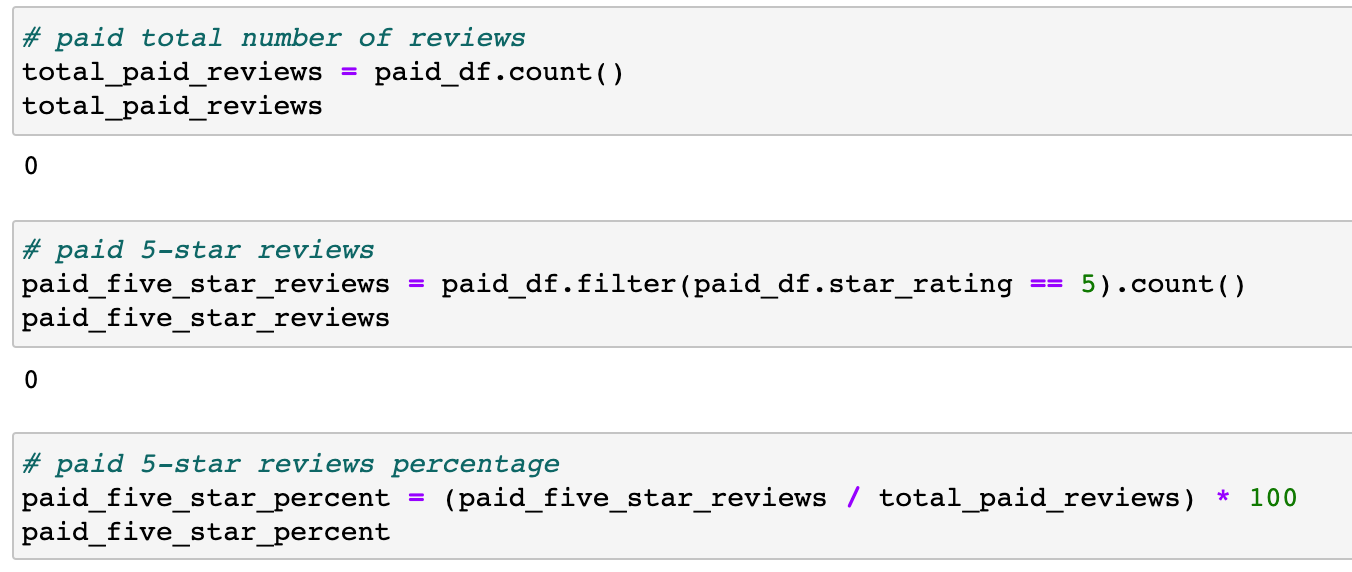 # paid total number of reviews
total_paid_reviews = paid_df.count()
total_paid_reviews
0
# paid 5-star reviews
paid_five_star_reviews = paid_df.filter(paid_df.star_rating == 5).count()
paid_five_star_reviews
0
# paid 5-star reviews percentage
paid_five_star_percent = (paid_five_star_reviews / total_paid_reviews) * 100
paid_five_star_percent